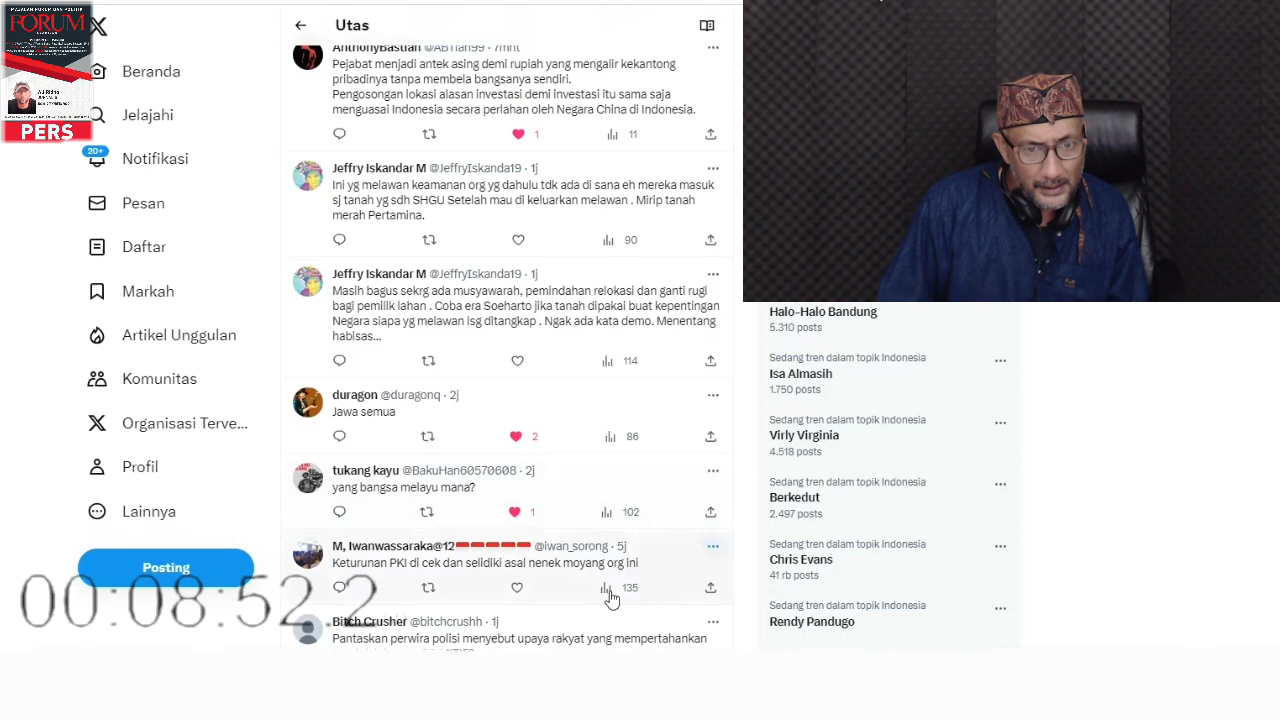 MAJALAH FORUM DAN POLITIK
FORUM
Ali Ridho
PERS
Beranda
Jelajahi
20+
Notifikasi
Pesan
Daftar
Markah
Artikel Unggulan
Komunitas
Organisasi Terve...
Profil
Lainnya
Posting
00:08:52.2
Utas
AnthonyBastian @ABTian99 · 7mnt
Pejabat menjadi antek asing demi rupiah yang mengalir kekantong
pribadinya tanpa membela bangsanya sendiri.
Pengosongan lokasi alasan investasi demi investasi itu sama saja
menguasai Indonesia secara perlahan oleh Negara China di Indonesia.
1 11
Jeffry Iskandar M @JeffryIskanda19 · 1j
Ini yg melawan keamanan org yg dahulu tdk ada di sana eh mereka masuk
sj tanah yg sdh SHGU Setelah mau di keluarkan melawan . Mirip tanah
merah Pertamina.
90
Jeffry Iskandar M @JeffryIskanda19 · 1j
Masih bagus sekrg ada musyawarah, pemindahan relokasi dan ganti rugi
bagi pemilik lahan . Coba era Soeharto jika tanah dipakai buat kepentingan
Negara siapa yg melawan lsg ditangkap . Ngak ada kata demo. Menentang
habisas...
114
duragon @duragonq · 2j
Jawa semua
2 86
tukang kayu @BakuHan60570608 · 2j
yang bangsa melayu mana?
1 102
M, Iwanwassaraka@12 @iwan_sorong · 5j
Keturunan PKI di cek dan selidiki asal nenek moyang org ini
135
Bitch Crusher @bitchcrushh · 1j
Pantaskan perwira polisi menyebut upaya rakyat yang mempertahankan
Halo-Halo Bandung
5.310 posts
Sedang tren dalam topik Indonesia
Isa Almasih
1.750 posts
Sedang tren dalam topik Indonesia
Virly Virginia
4.518 posts
Sedang tren dalam topik Indonesia
Berkedut
2.497 posts
Sedang tren dalam topik Indonesia
Chris Evans
41 rb posts
Sedang tren dalam topik Indonesia
Rendy Pandugo